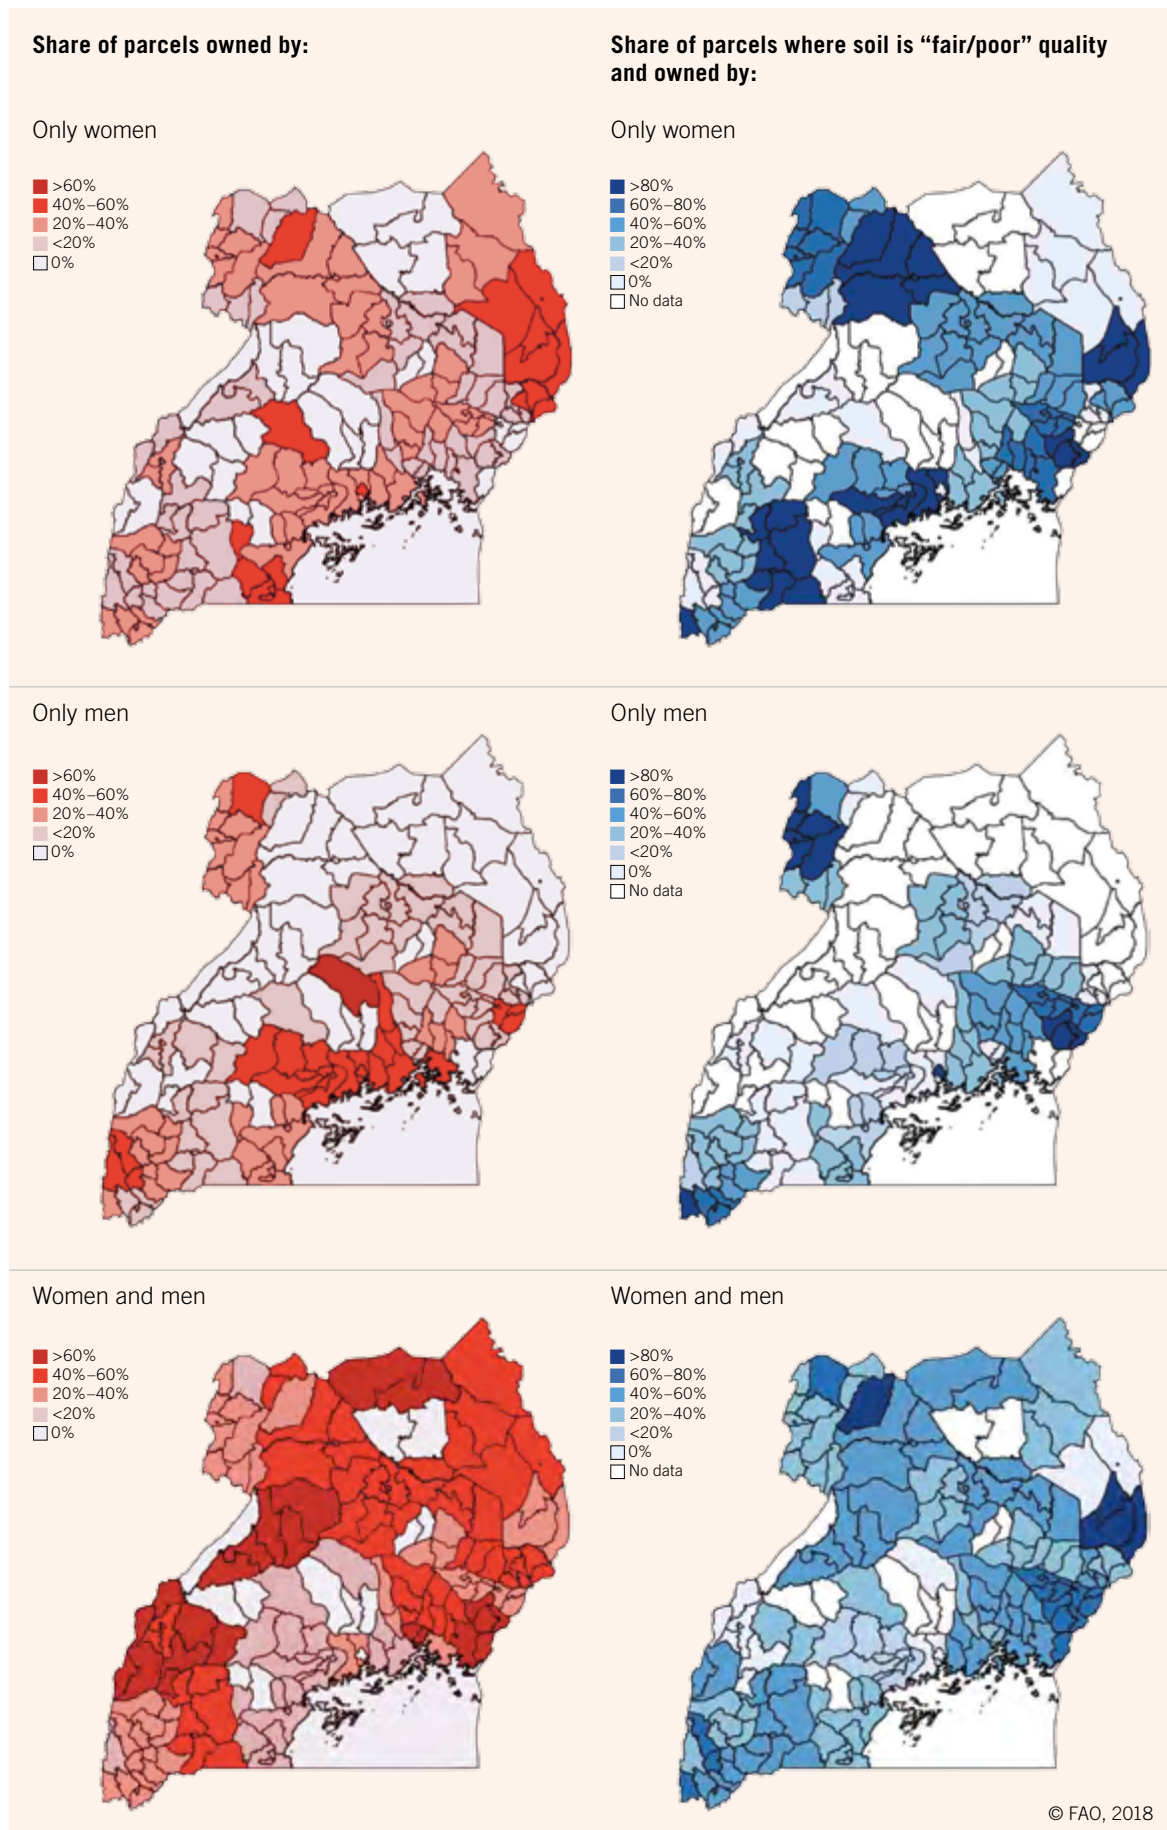 Share of parcels owned by:
Share of parcels where soil is “fair/poor” quality
and owned by:
Only women
>60%
40%–60%
20%–40%
<20%
0%
Only women
>80%
60%–80%
40%–60%
20%–40%
<20%
0%
No data
Only men
>60%
40%–60%
20%–40%
<20%
0%
Only men
>80%
60%–80%
40%–60%
20%–40%
<20%
0%
No data
Women and men
>60%
40%–60%
20%–40%
<20%
0%
Women and men
>80%
60%–80%
40%–60%
20%–40%
<20%
0%
No data
© FAO, 2018